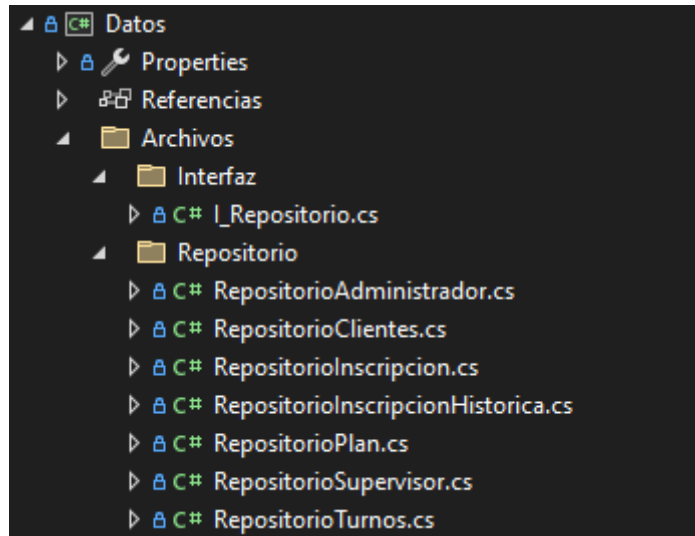 C# Datos
Properties
Referencias
Archivos
Interfaz
C# I_Repositorio.cs
Repositorio
C# RepositorioAdministrador.cs
C# RepositorioClientes.cs
C# RepositorioInscripcion.cs
C# RepositorioInscripcionHistorica.cs
C# RepositorioPlan.cs
C# RepositorioSupervisor.cs
C# RepositorioTurnos.cs